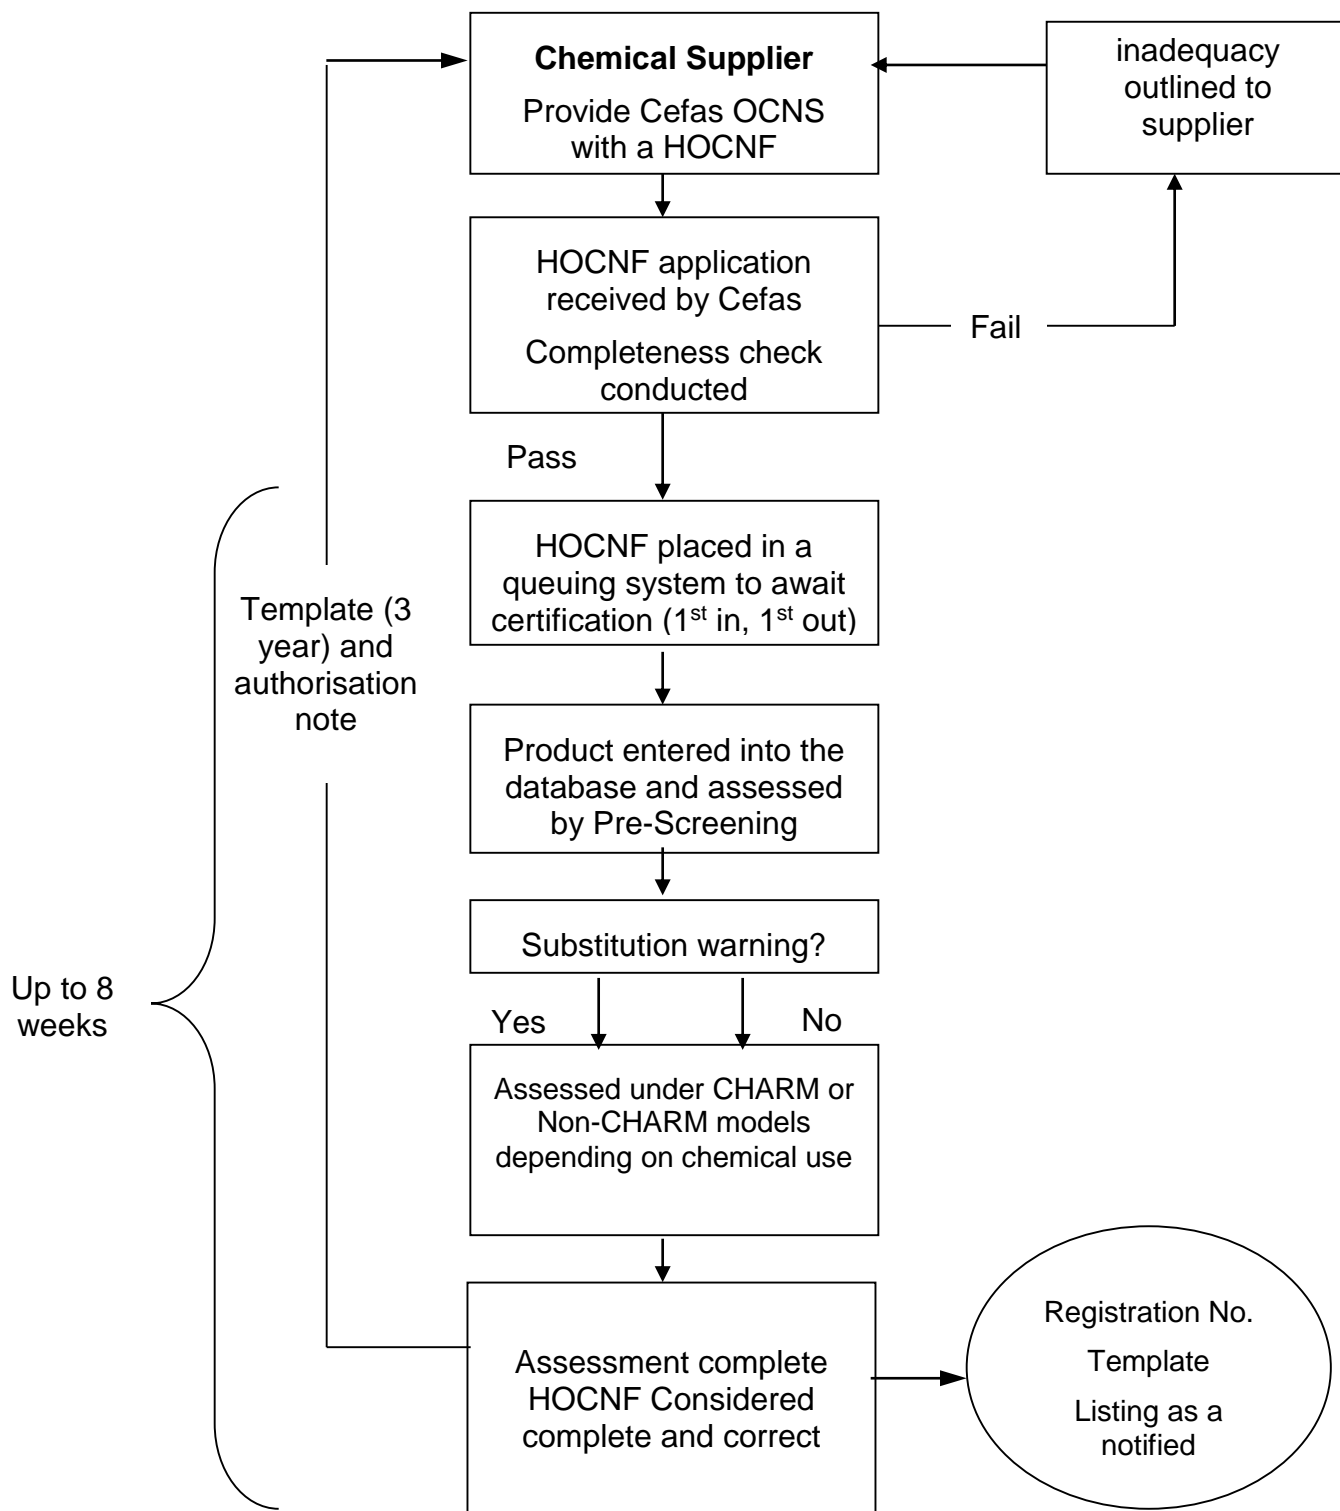 Chemical Supplier
Provide Cefas OCNS
with a HOCNF
inadequacy
outlined to
supplier
HOCNF application
received by Cefas
Completeness check
conducted
Fail
Pass
HOCNF placed in a
queuing system to await
certification (1st in, 1st out)
Template (3
year) and
authorisation
note
Product entered into the
database and assessed
by Pre-Screening
Substitution warning?
Up to 8
weeks
Yes
No
Assessed under CHARM or
Non-CHARM models
depending on chemical use
Assessment complete
HOCNF Considered
complete and correct
Registration No.
Template
Listing as a
notified